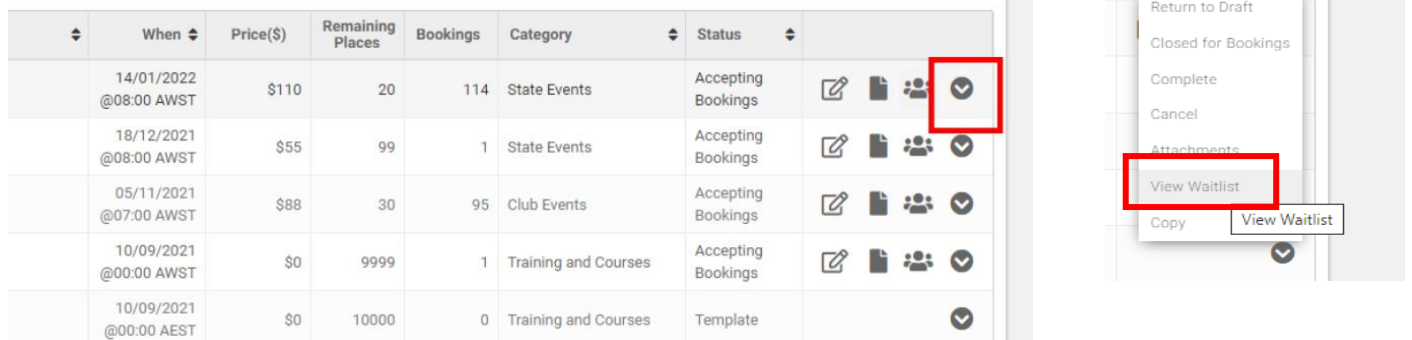 When Price($) Remaining Places Bookings Category Status
14/01/2022 @08:00 AWST $110 20 114 State Events Accepting Bookings
18/12/2021 @08:00 AWST $55 99 1 State Events Accepting Bookings
05/11/2021 @07:00 AWST $88 30 95 Club Events Accepting Bookings
10/09/2021 @00:00 AWST $0 9999 1 Training and Courses Accepting Bookings
10/09/2021 @00:00 AEST $0 10000 0 Training and Courses Template
Return to Draft
Closed for Bookings
Complete
Cancel
Attachments
View Waitlist
Copy
View Waitlist